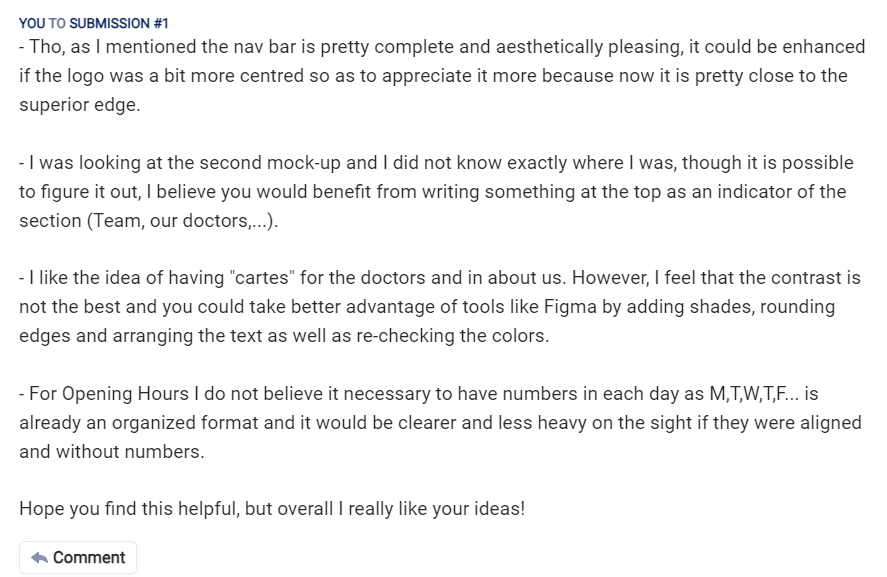 YOU TO SUBMISSION #1
- Tho, as I mentioned the nav bar is pretty complete and aesthetically pleasing, it could be enhanced
if the logo was a bit more centred so as to appreciate it more because now it is pretty close to the
superior edge.
- I was looking at the second mock-up and I did not know exactly where I was, though it is possible
to figure it out, I believe you would benefit from writing something at the top as an indicator of the
section (Team, our doctors,...).
- I like the idea of having "cartes" for the doctors and in about us. However, I feel that the contrast is
not the best and you could take better advantage of tools like Figma by adding shades, rounding
edges and arranging the text as well as re-checking the colors.
- For Opening Hours I do not believe it necessary to have numbers in each day as M,T,W,T,F... is
already an organized format and it would be clearer and less heavy on the sight if they were aligned
and without numbers.
Hope you find this helpful, but overall I really like your ideas!
Comment